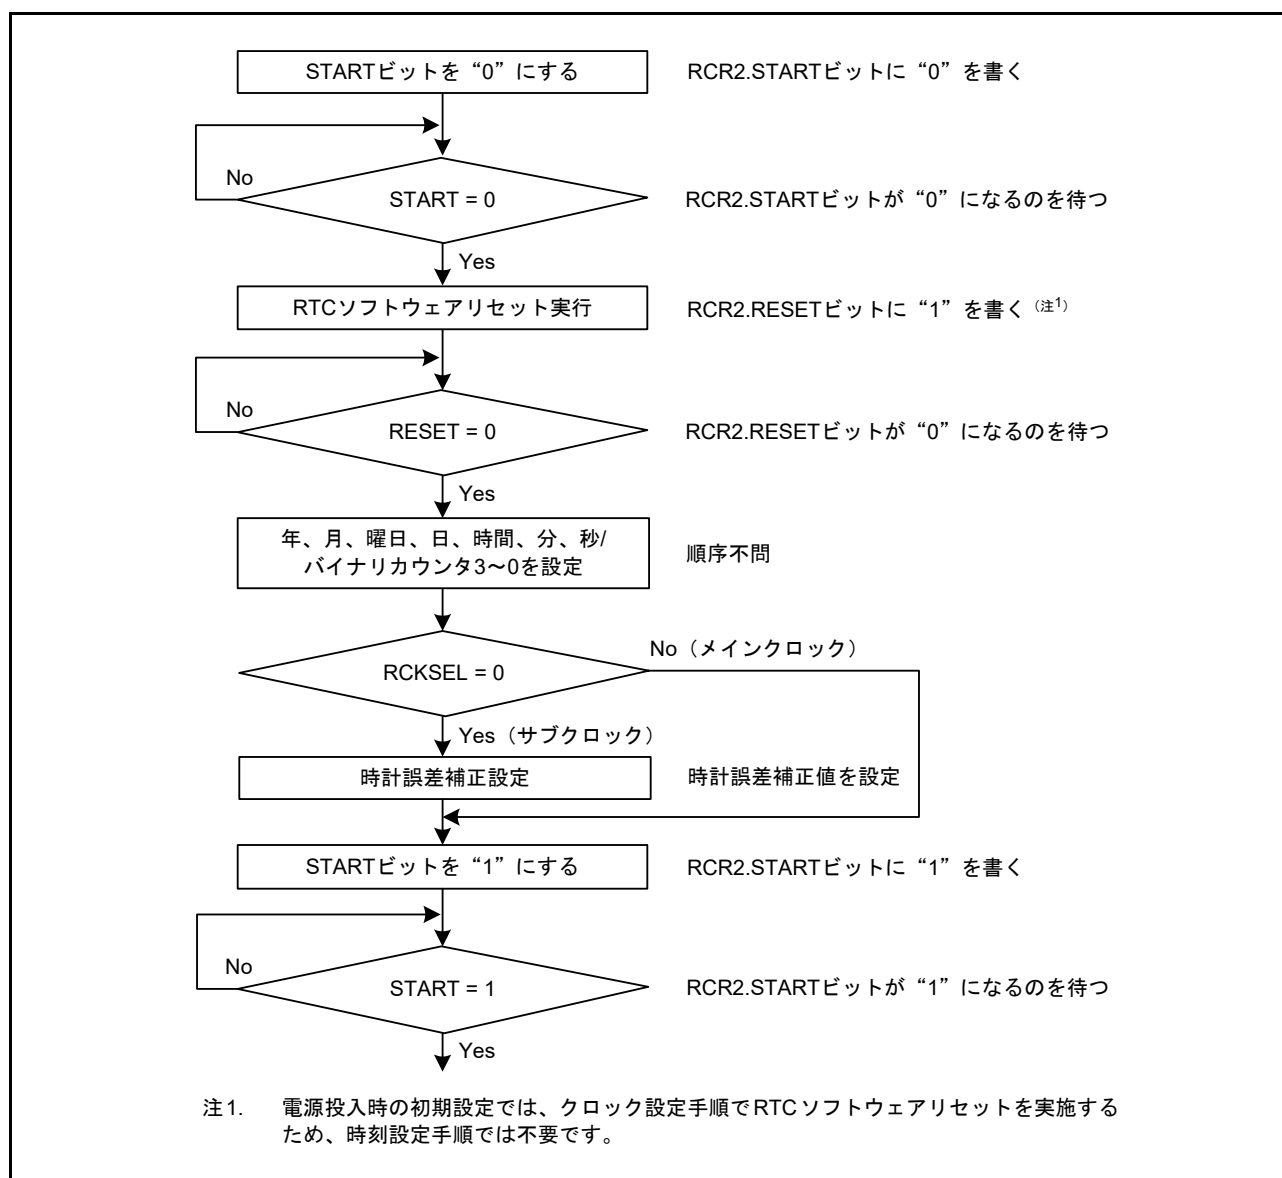 STARTビットを“0”にする
RCR2.STARTビットに“0”を書く
No
START = 0
RCR2.STARTビットが“0”になるのを待つ
Yes
RTCソフトウェアリセット実行
RCR2.RESETビットに“1”を書く（注1）
No
RESET = 0
RCR2.RESETビットが“0”になるのを待つ
Yes
年、月、曜日、日、時間、分、秒/
バイナリカウンタ3～0を設定
順序不問
No（メインクロック）
RCKSEL = 0
Yes（サブクロック）
時計誤差補正設定
時計誤差補正値を設定
STARTビットを“1”にする
RCR2.STARTビットに“1”を書く
No
START = 1
RCR2.STARTビットが“1”になるのを待つ
Yes
注1. 電源投入時の初期設定では、クロック設定手順でRTCソフトウェアリセットを実施する
ため、時刻設定手順では不要です。